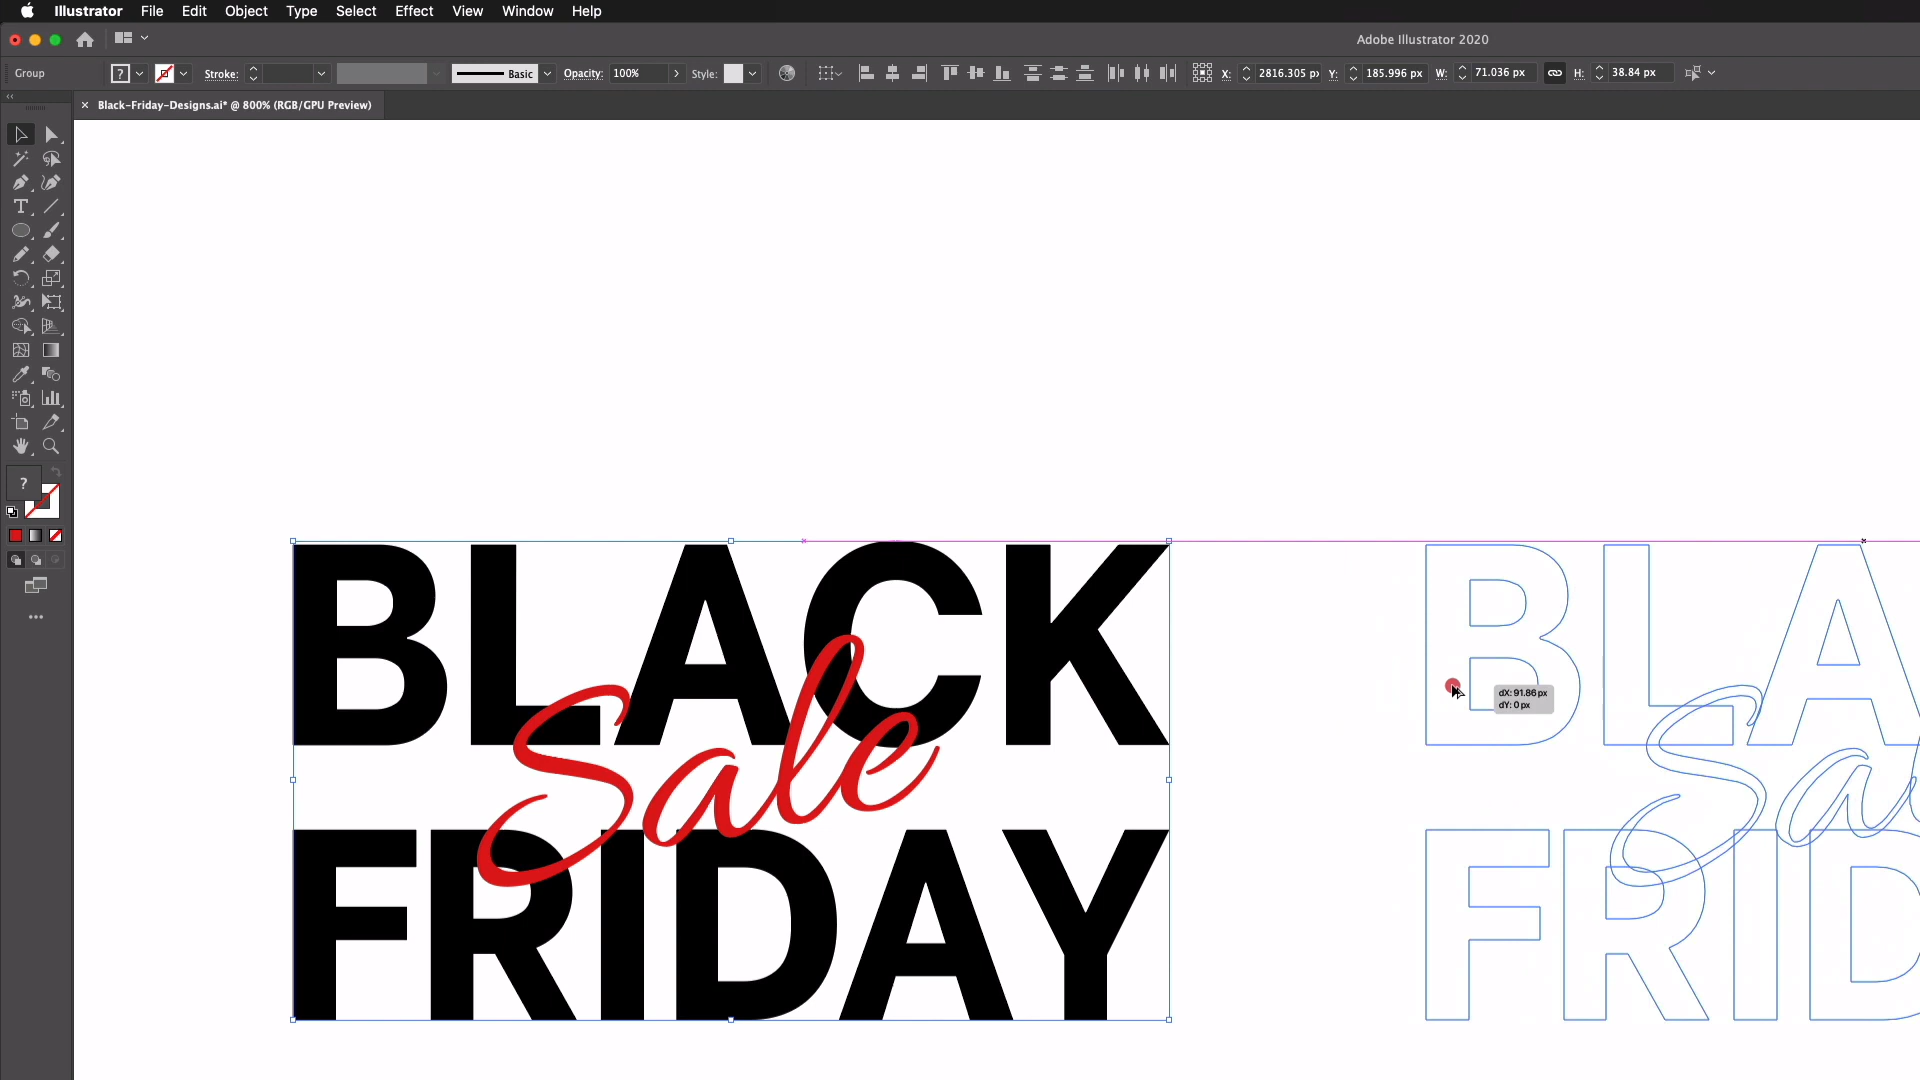 Illustrator File Edit Object Type Select Effect View Window Help
Adobe Illustrator 2020
Group ? Stroke: Basic Opacity: 100% Style: X: 2816.305 px Y: 185.996 px W: 71.036 px H: 38.84 px
Black-Friday-Designs.ai* @ 800% (RGB/GPU Preview)
?
BLACK
Sale
FRIDAY
BLA
Sa
FRID
dX: 91.86 px
dY: 0 px